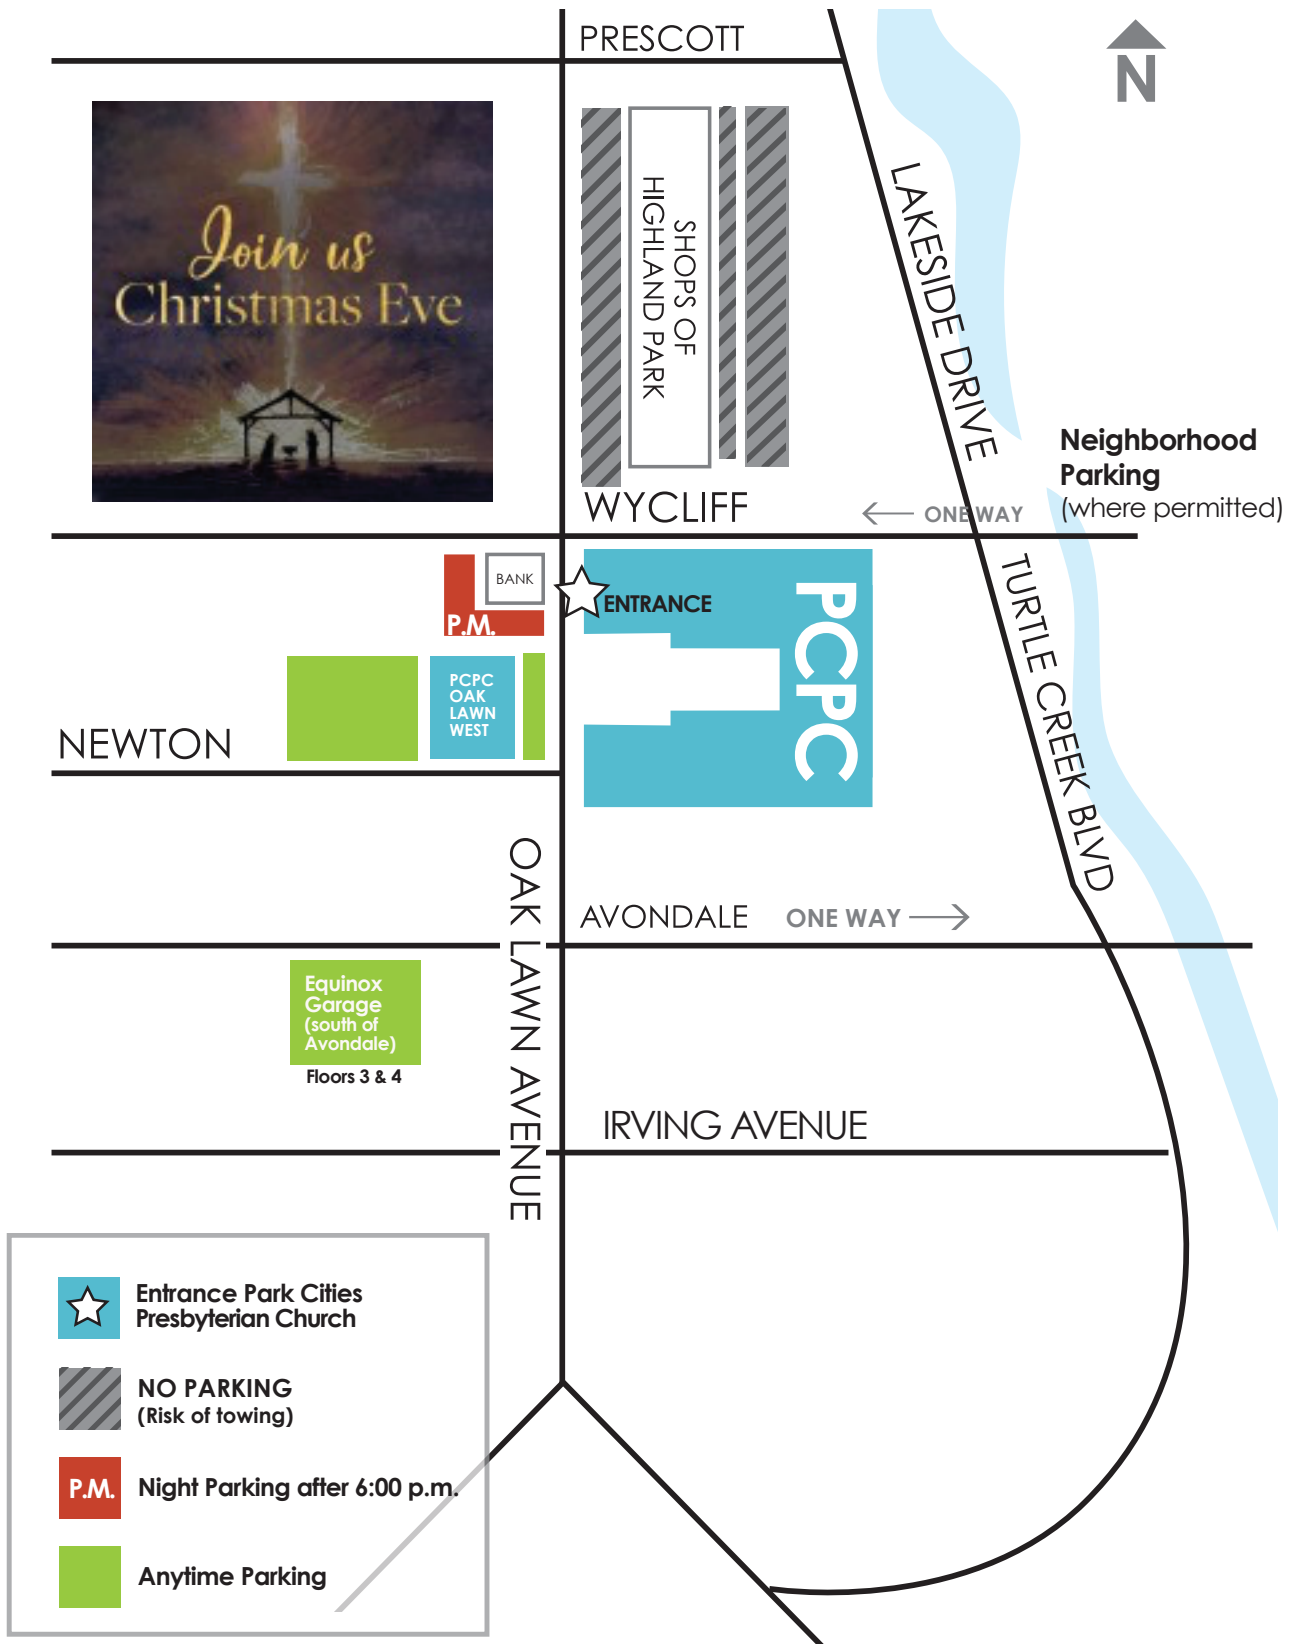 PRESCOTT
N
Join us
Christmas Eve
SHOPS OF
HIGHLAND PARK
LAKESIDE DRIVE
Neighborhood
Parking
(where permitted)
WYCLIFF
ONE WAY
BANK
P.M.
ENTRANCE
PCPC
TURTLE CREEK BLVD
PCPC
OAK
LAWN
WEST
NEWTON
OAK LAWN AVENUE
AVONDALE
ONE WAY
Equinox
Garage
(south of
Avondale)
Floors 3 & 4
IRVING AVENUE
Entrance Park Cities
Presbyterian Church
NO PARKING
(Risk of towing)
P.M.
Night Parking after 6:00 p.m.
Anytime Parking